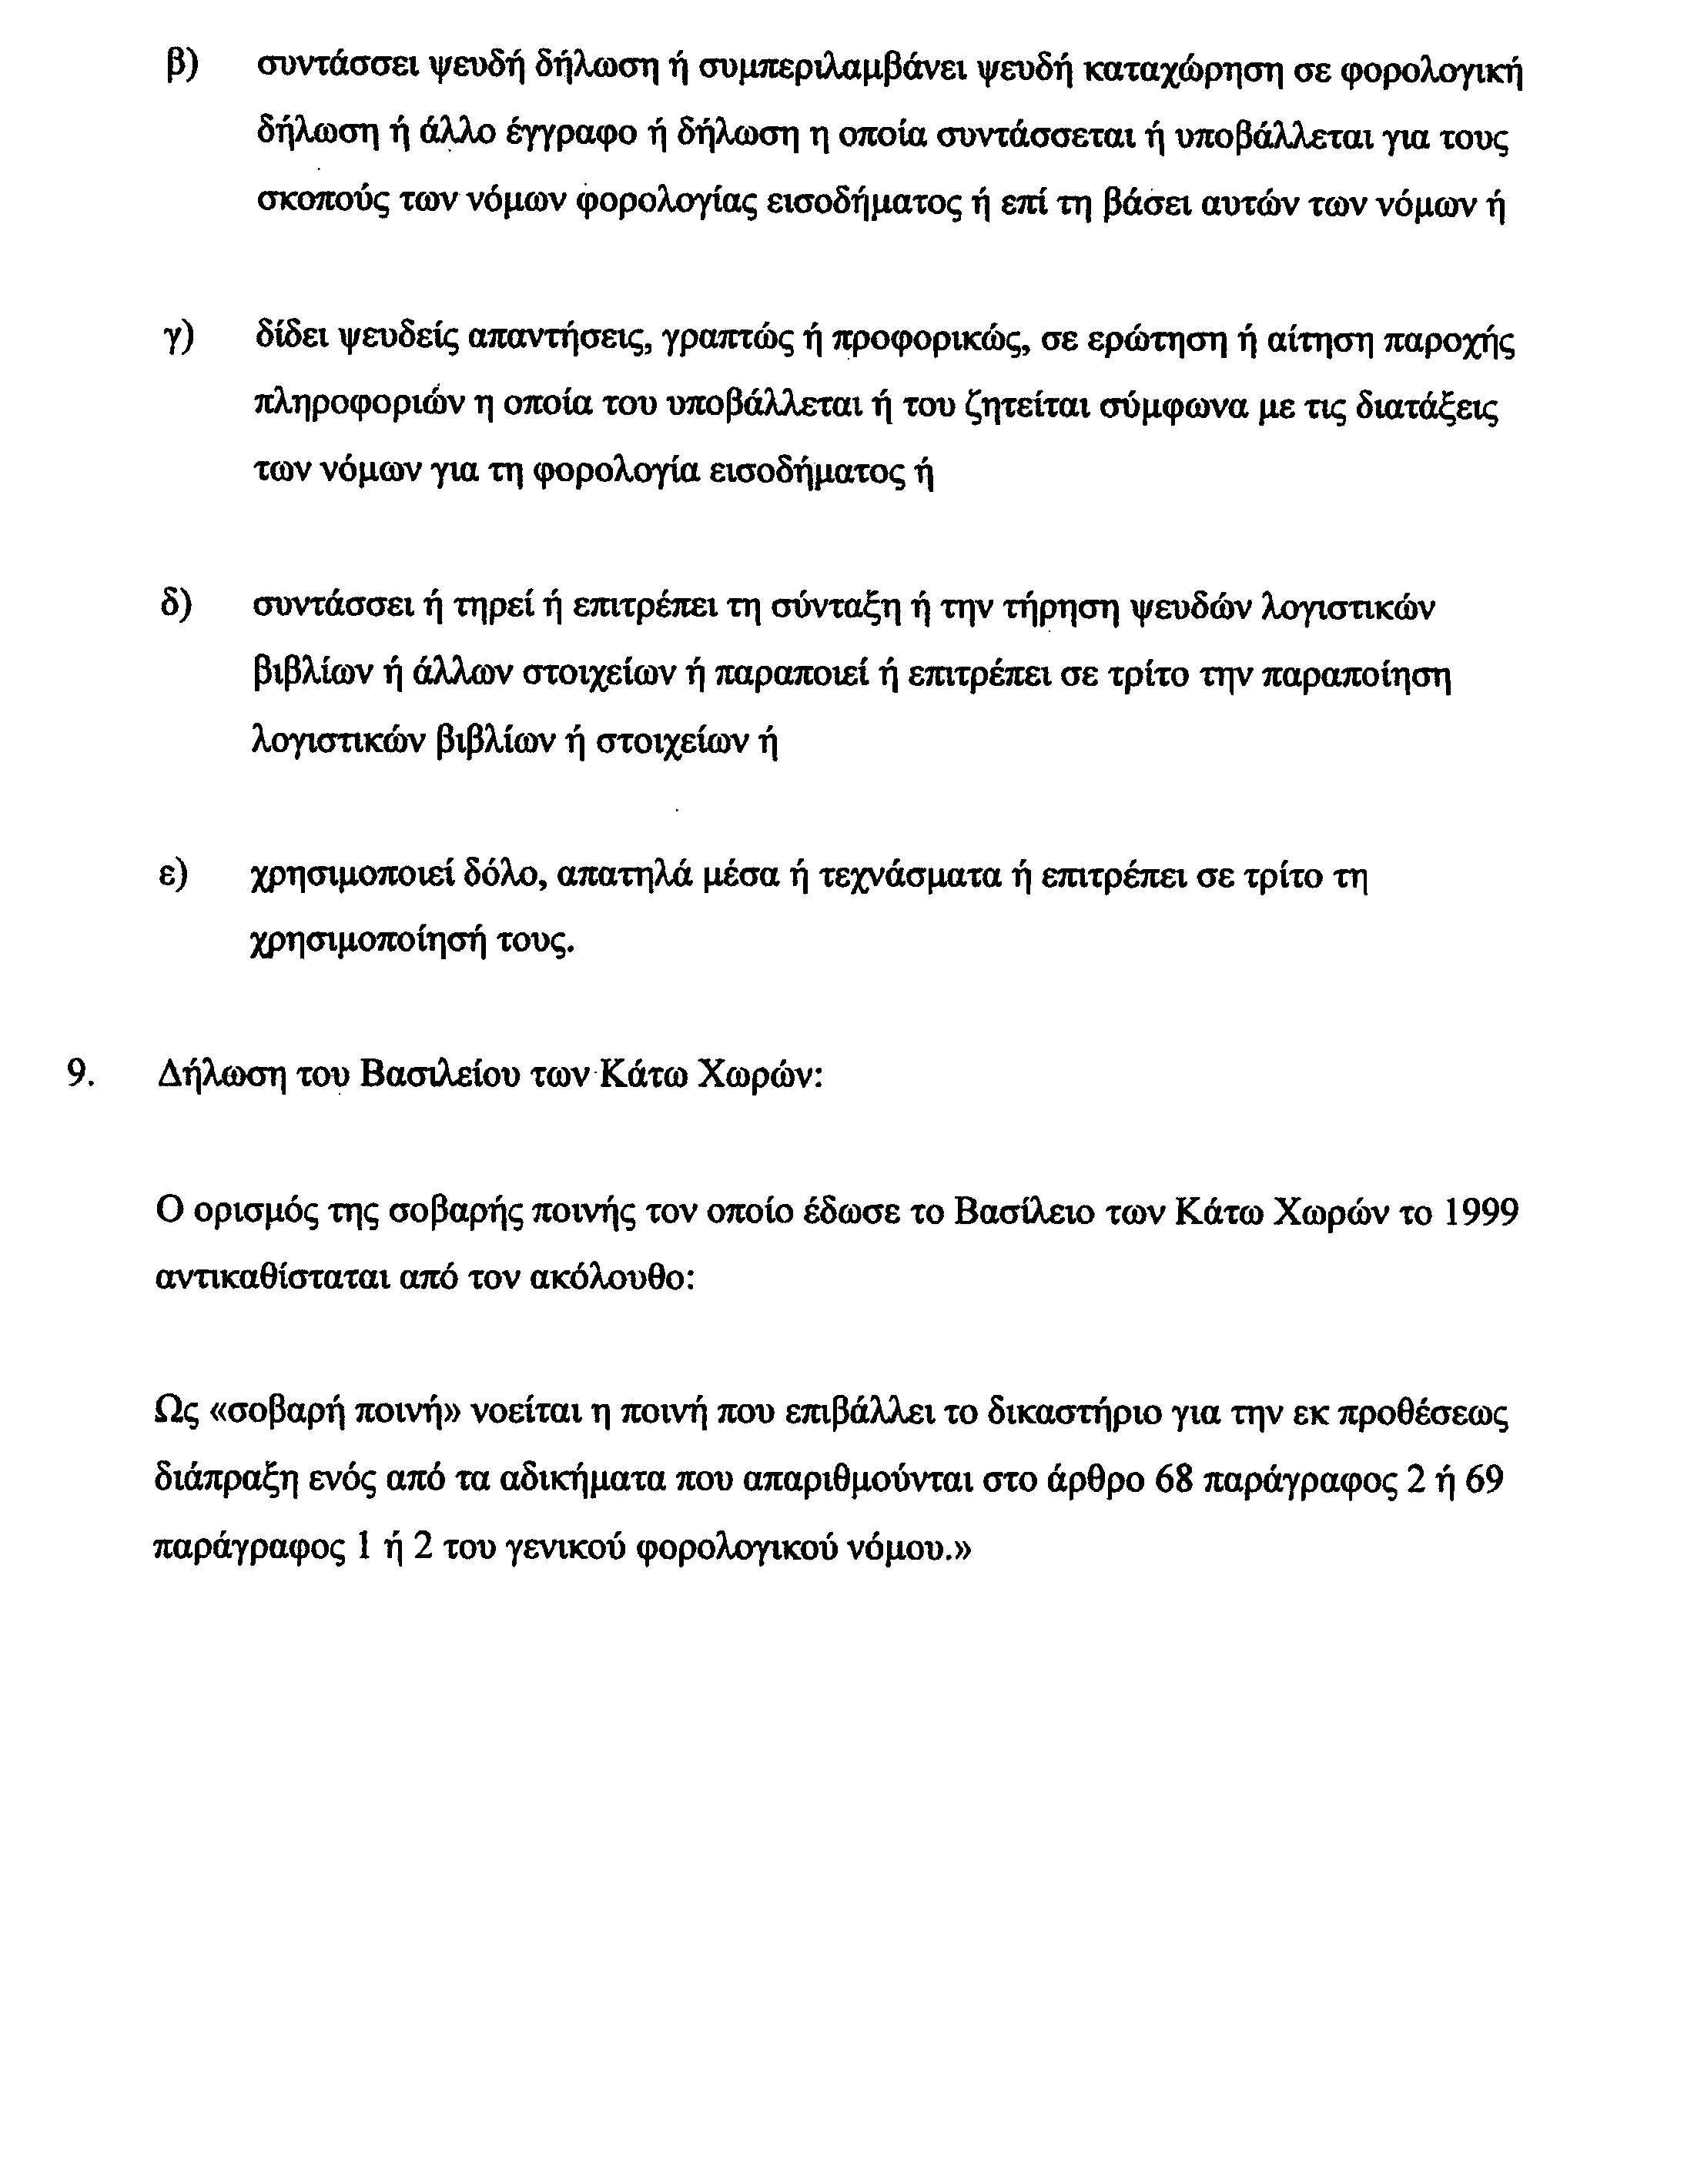 β) συντάσσει ψευδή δήλωση ή συμπεριλαμβάνει ψευδή καταχώρηση σε φορολογική
δήλωση ή άλλο έγγραφο ή δήλωση η οποία συντάσσεται ή υποβάλλεται για τους
σκοπούς των νόμων φορολογίας εισοδήματος ή επί τη βάσει αυτών των νόμων ή
γ) δίδει ψευδείς απαντήσεις, γραπτώς ή προφορικώς, σε ερώτηση ή αίτηση παροχής
πληροφοριών η οποία του υποβάλλεται ή του ζητείται σύμφωνα με τις διατάξεις
των νόμων για τη φορολογία εισοδήματος ή
δ) συντάσσει ή τηρεί ή επιτρέπει τη σύνταξη ή την τήρηση ψευδών λογιστικών
βιβλίων ή άλλων στοιχείων ή παραποιεί ή επιτρέπει σε τρίτο την παραποίηση
λογιστικών βιβλίων ή στοιχείων ή
ε) χρησιμοποιεί δόλο, απατηλά μέσα ή τεχνάσματα ή επιτρέπει σε τρίτο τη
χρησιμοποίησή τους.
9. Δήλωση του Βασιλείου των Κάτω Χωρών:
Ο ορισμός της σοβαρής ποινής τον οποίο έδωσε το Βασίλειο των Κάτω Χωρών το 1999
αντικαθίσταται από τον ακόλουθο:
Ως «σοβαρή ποινή» νοείται η ποινή που επιβάλλει το δικαστήριο για την εκ προθέσεως
διάπραξη ενός από τα αδικήματα που απαριθμούνται στο άρθρο 68 παράγραφος 2 ή 69
παράγραφος 1 ή 2 του γενικού φορολογικού νόμου.»